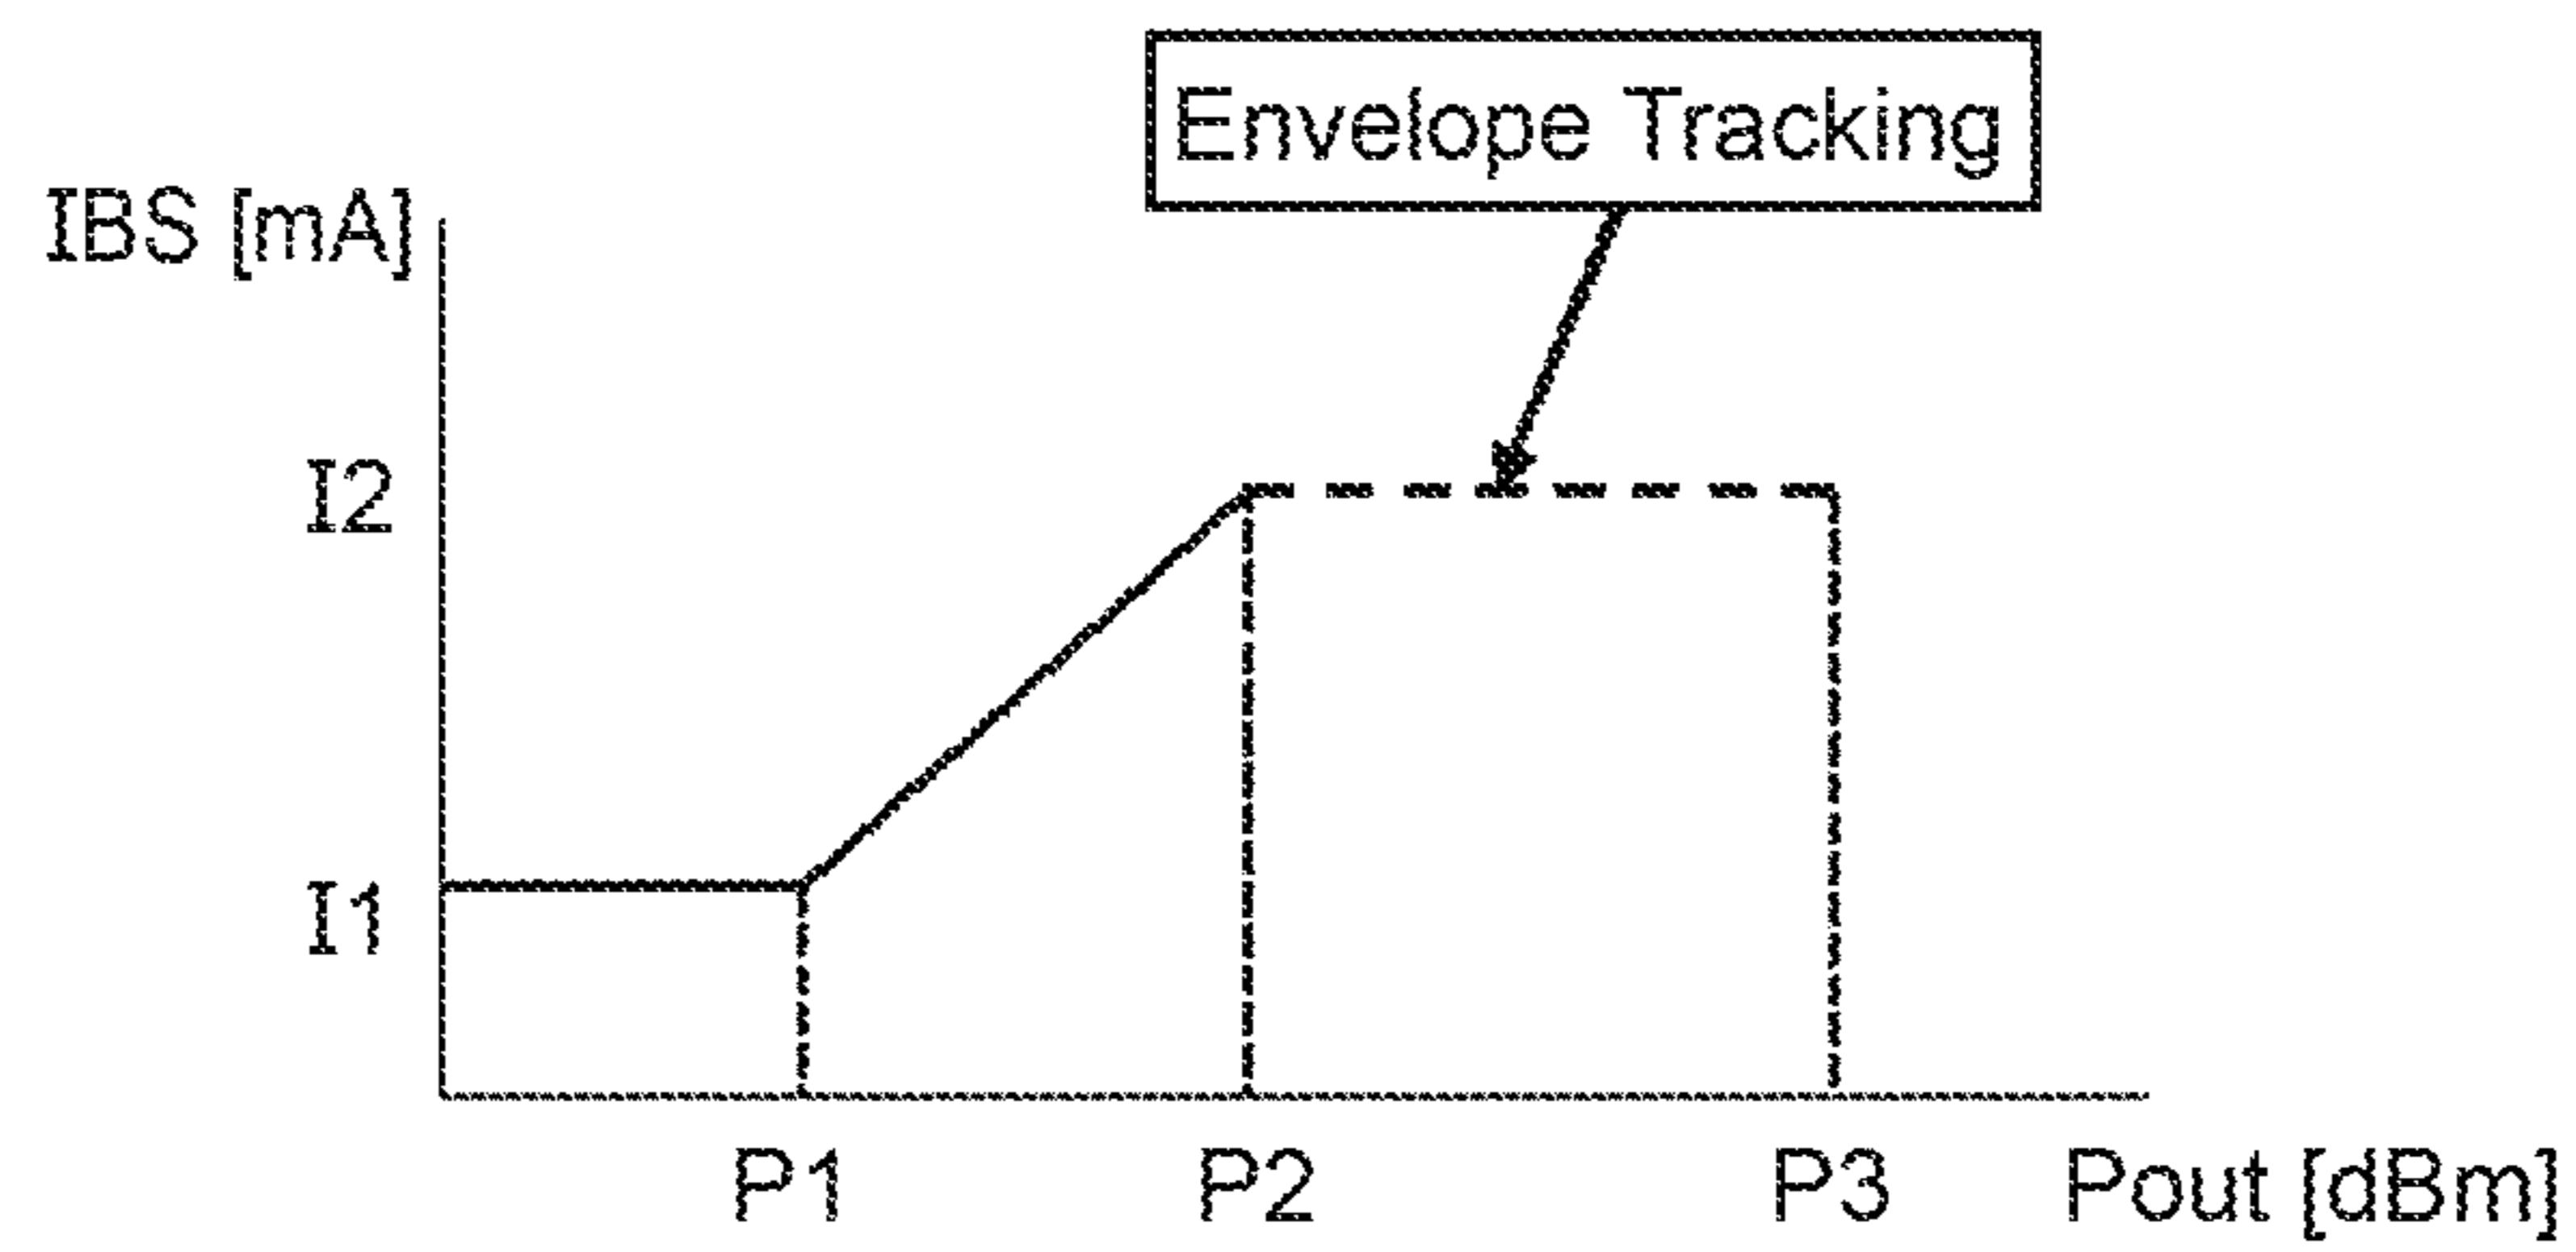 Envelope Tracking
IBS [mA]
I2
I1
P1 P2 P3 Pout [dBm]